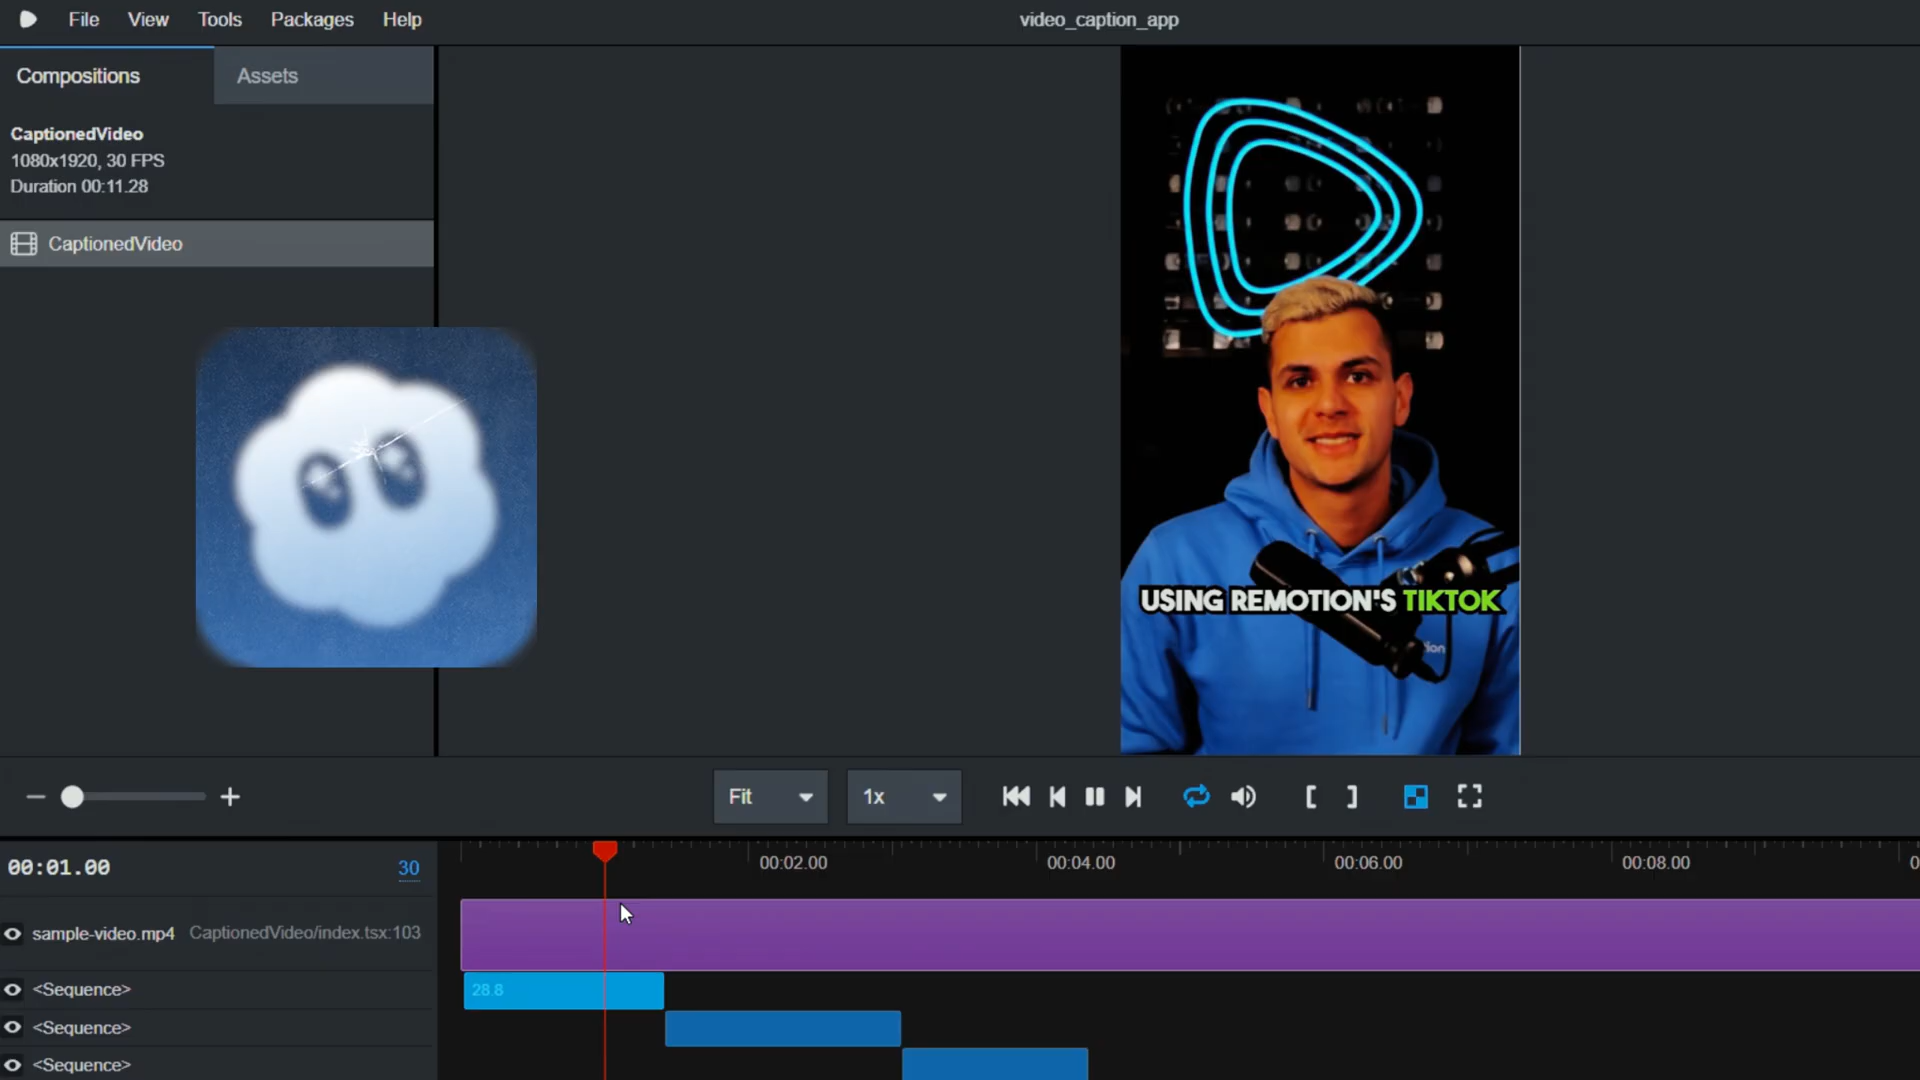 File View Tools Packages Help
video_caption_app
Compositions Assets
CaptionedVideo
1080x1920, 30 FPS
Duration 00:11.28
CaptionedVideo
USING REMOTION'S TIKTOK
Fit
1x
[ ]
00:01.00
30
00:02.00 00:04.00 00:06.00 00:08.00
sample-video.mp4 CaptionedVideo/index.tsx:103
<Sequence>
28.8
<Sequence>
<Sequence>